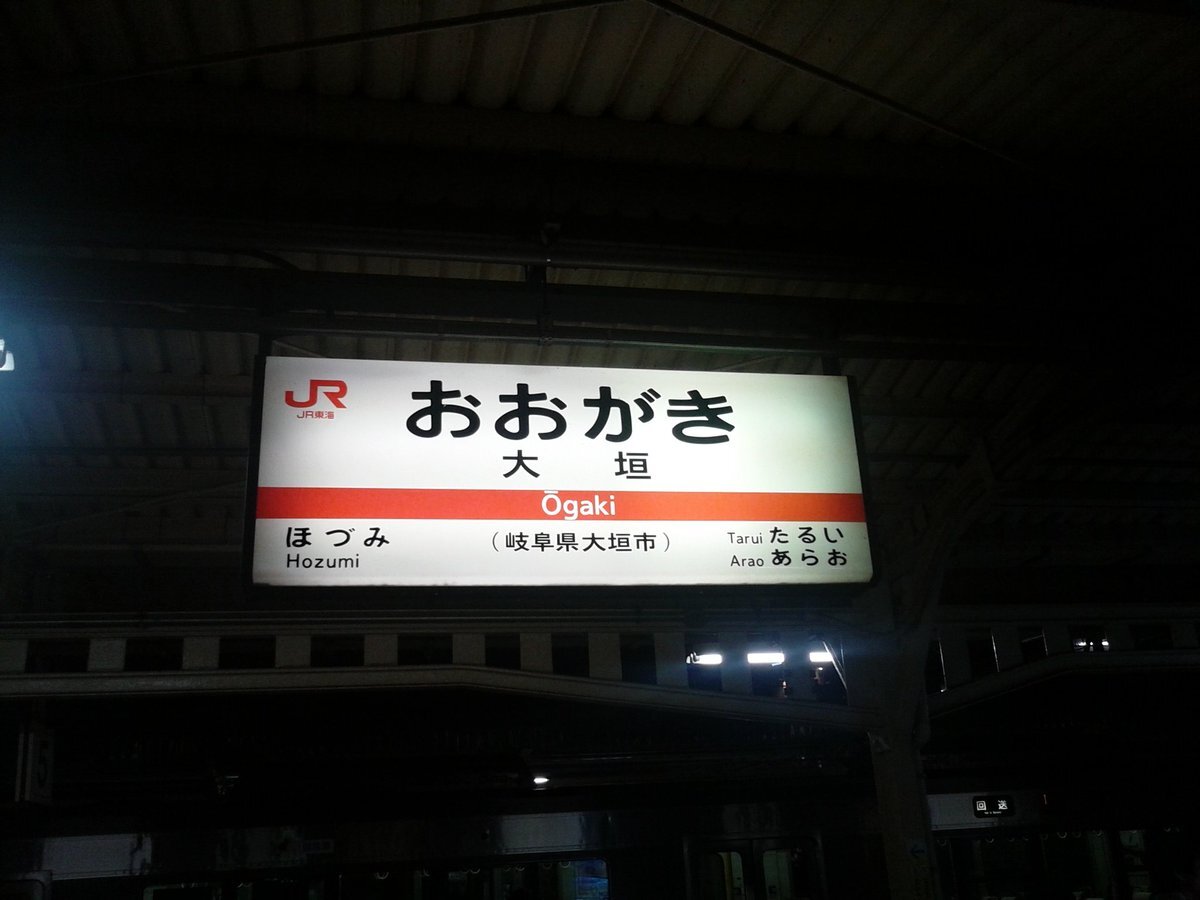 JR
JR東海
おおがき
大垣
Ōgaki
ほづみ
Hozumi
（岐阜県大垣市）
Tarui たるい
Arao あらお
回送